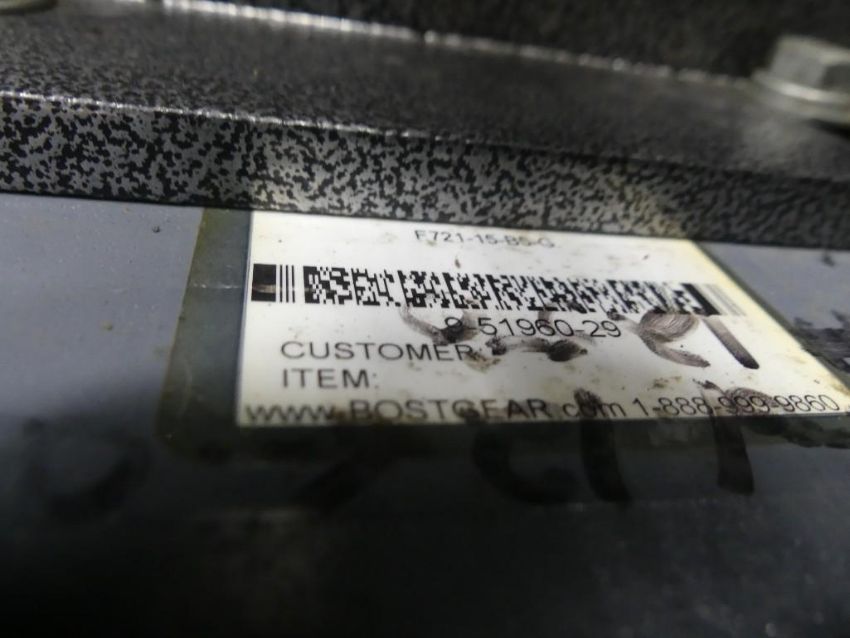 F721-15-B5-G
8-51960-29
CUSTOMER
ITEM:
www.BOSTGEAR.com 1-888-999-9860